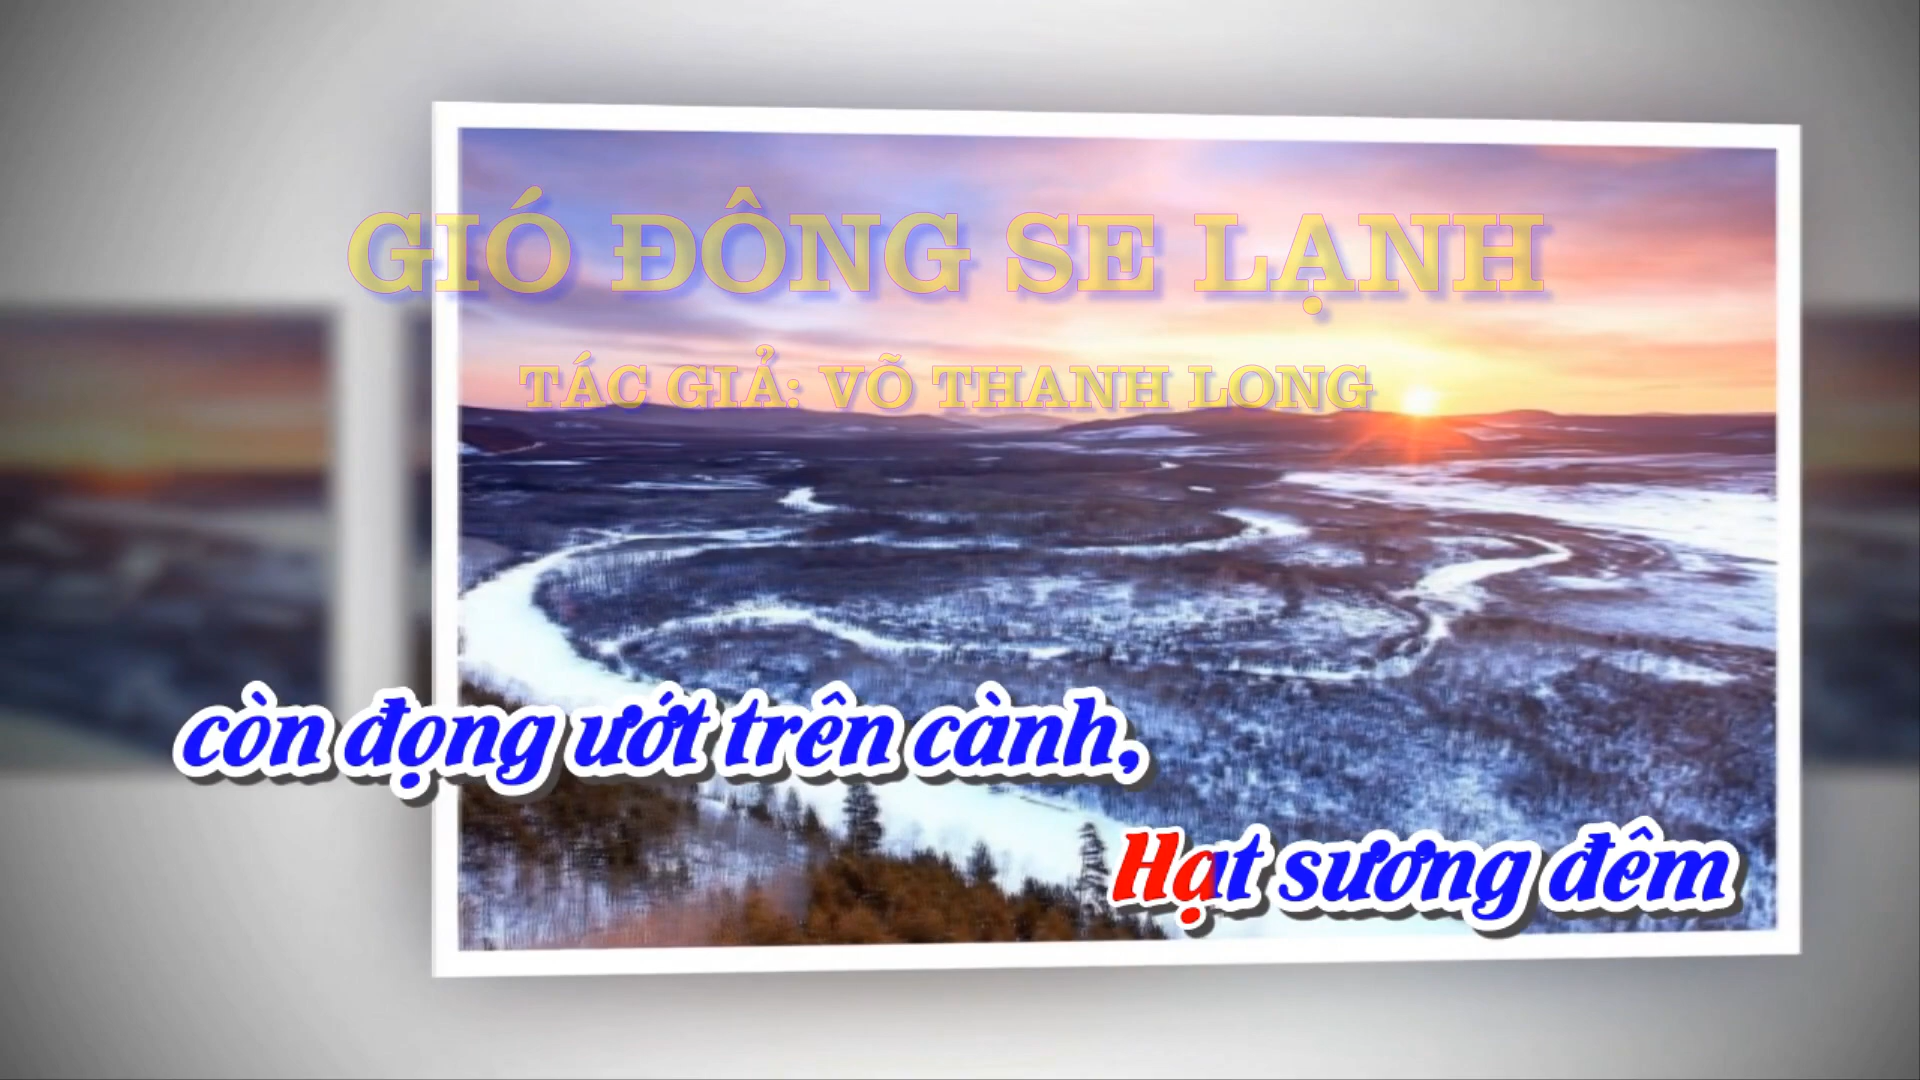 GIÓ ĐÔNG SE LẠNH
TÁC GIẢ: VÕ THANH LONG
còn đọng ướt trên cành,
Hạt sương đêm